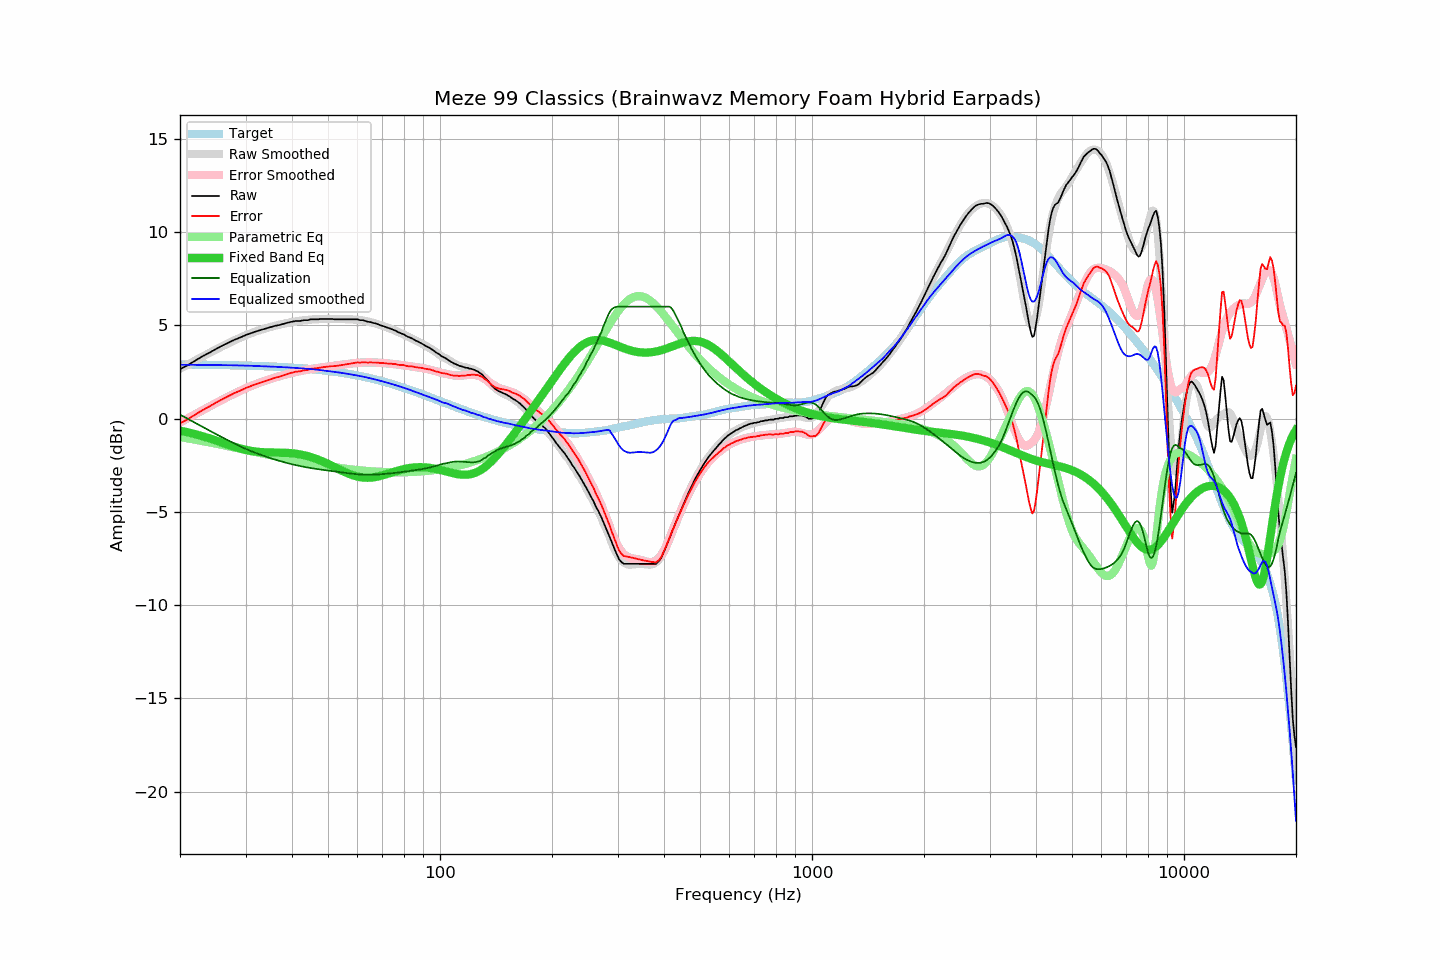 Meze 99 Classics (Brainwavz Memory Foam Hybrid Earpads)
Target
Raw Smoothed
Error Smoothed
Raw
Error
Parametric Eq
Fixed Band Eq
Equalization
Equalized smoothed
15
10
5
0
−5
−10
−15
−20
Amplitude (dBr)
100
1000
10000
Frequency (Hz)